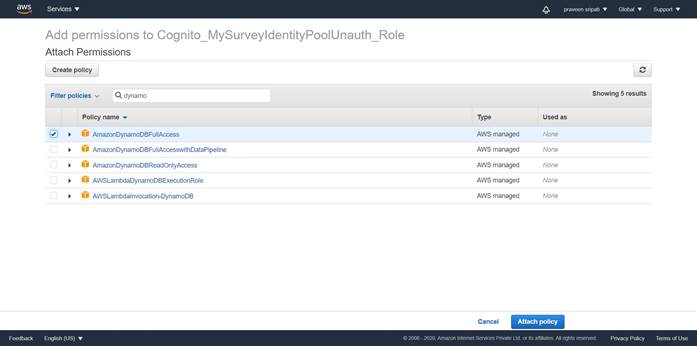 aws Services praveen sripati Global Support
Add permissions to Cognito_MySurveyIdentityPoolUnauth_Role
Attach Permissions
Create policy
Filter policies dynamo Showing 5 results
Policy name Type Used as
AmazonDynamoDBFullAccess AWS managed None
AmazonDynamoDBFullAccesswithDataPipeline AWS managed None
AmazonDynamoDBReadOnlyAccess AWS managed None
AWSLambdaDynamoDBExecutionRole AWS managed None
AWSLambdaInvocation-DynamoDB AWS managed None
Cancel Attach policy
Feedback English (US) © 2008 - 2020, Amazon Internet Services Private Ltd. or its affiliates. All rights reserved. Privacy Policy Terms of Use